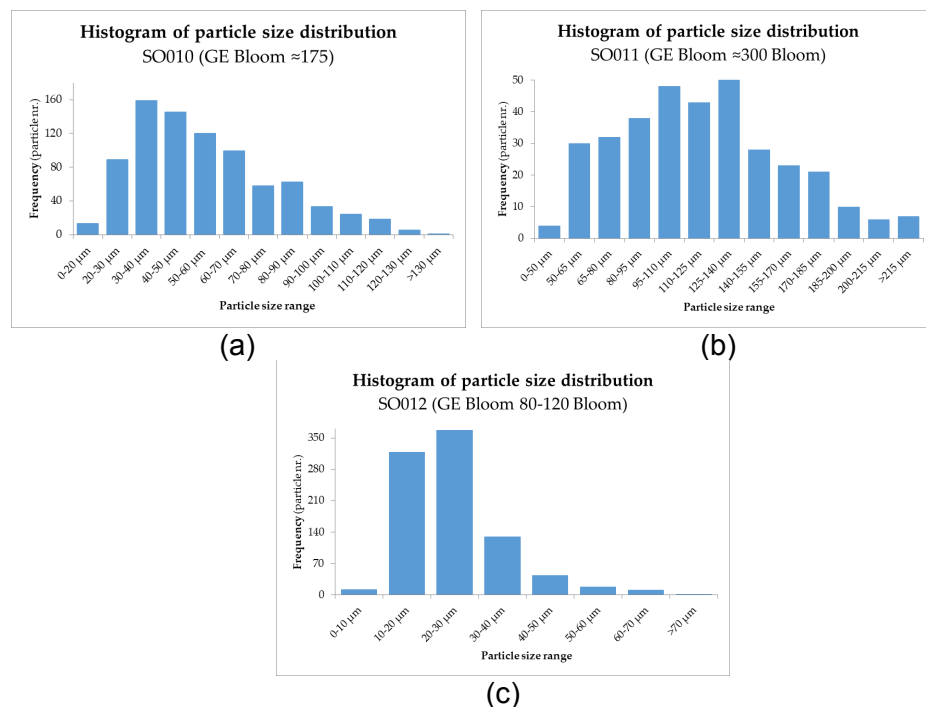 Histogram of particle size distribution
SO010 (GE Bloom ≈175)
Frequency (particle nr.)
160
120
80
40
0
0-20 µm
20-30 µm
30-40 µm
40-50 µm
50-60 µm
60-70 µm
70-80 µm
80-90 µm
90-100 µm
100-110 µm
110-120 µm
120-130 µm
>130 µm
Particle size range
(a)
Histogram of particle size distribution
SO011 (GE Bloom ≈300 Bloom)
Frequency (particle nr.)
50
40
30
20
10
0
0-50 µm
50-65 µm
65-80 µm
80-95 µm
95-110 µm
110-125 µm
125-140 µm
140-155 µm
155-170 µm
170-185 µm
185-200 µm
200-215 µm
>215 µm
Particle size range
(b)
Histogram of particle size distribution
SO012 (GE Bloom 80-120 Bloom)
Frequency (particle nr.)
350
280
210
140
70
0
0-10 µm
10-20 µm
20-30 µm
30-40 µm
40-50 µm
50-60 µm
60-70 µm
>70 µm
Particle size range
(c)